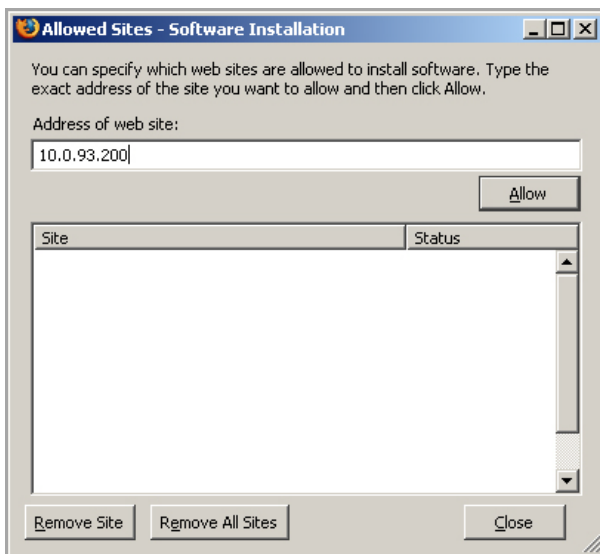 Allowed Sites - Software Installation
You can specify which web sites are allowed to install software. Type the
exact address of the site you want to allow and then click Allow.
Address of web site:
10.0.93.200
Allow
Site Status
Remove Site Remove All Sites Close